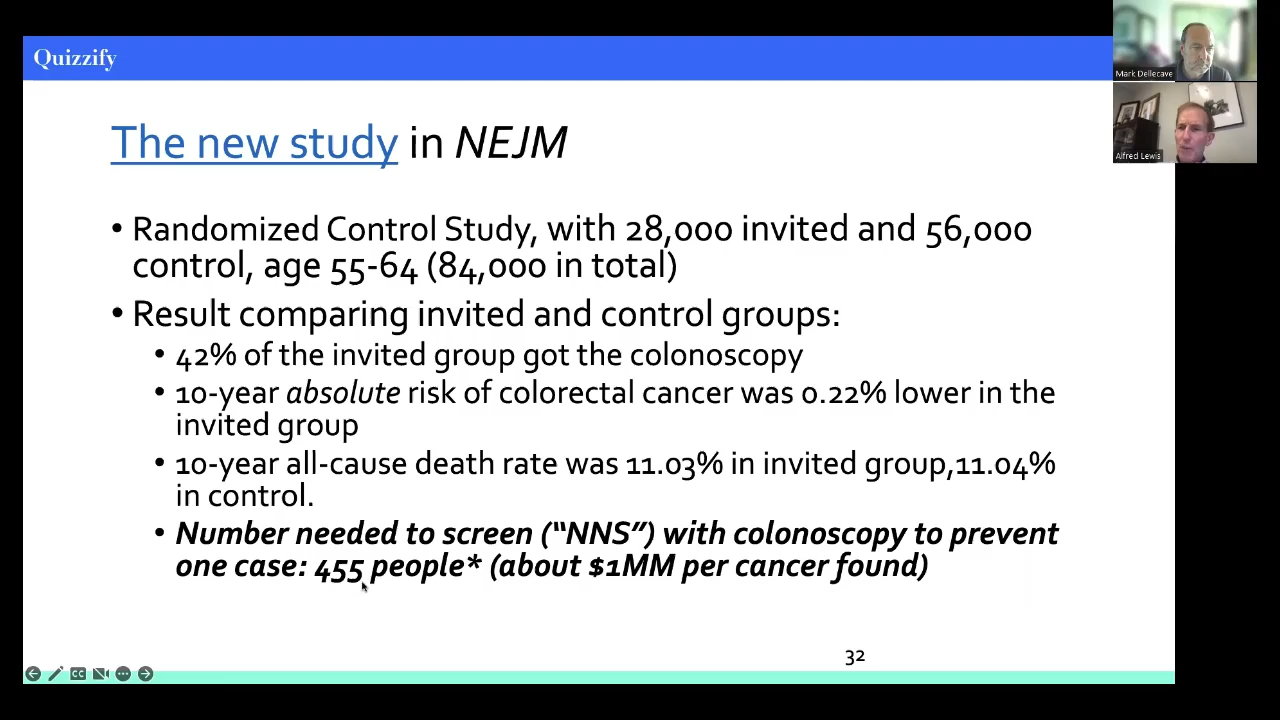 Quizzify
Mark Dellecave
Alfred Lewis
The new study in NEJM
• Randomized Control Study, with 28,000 invited and 56,000
control, age 55-64 (84,000 in total)
• Result comparing invited and control groups:
• 42% of the invited group got the colonoscopy
• 10-year absolute risk of colorectal cancer was 0.22% lower in the
invited group
• 10-year all-cause death rate was 11.03% in invited group,11.04%
in control.
• Number needed to screen (“NNS”) with colonoscopy to prevent
one case: 455 people* (about $1MM per cancer found)
32
CC